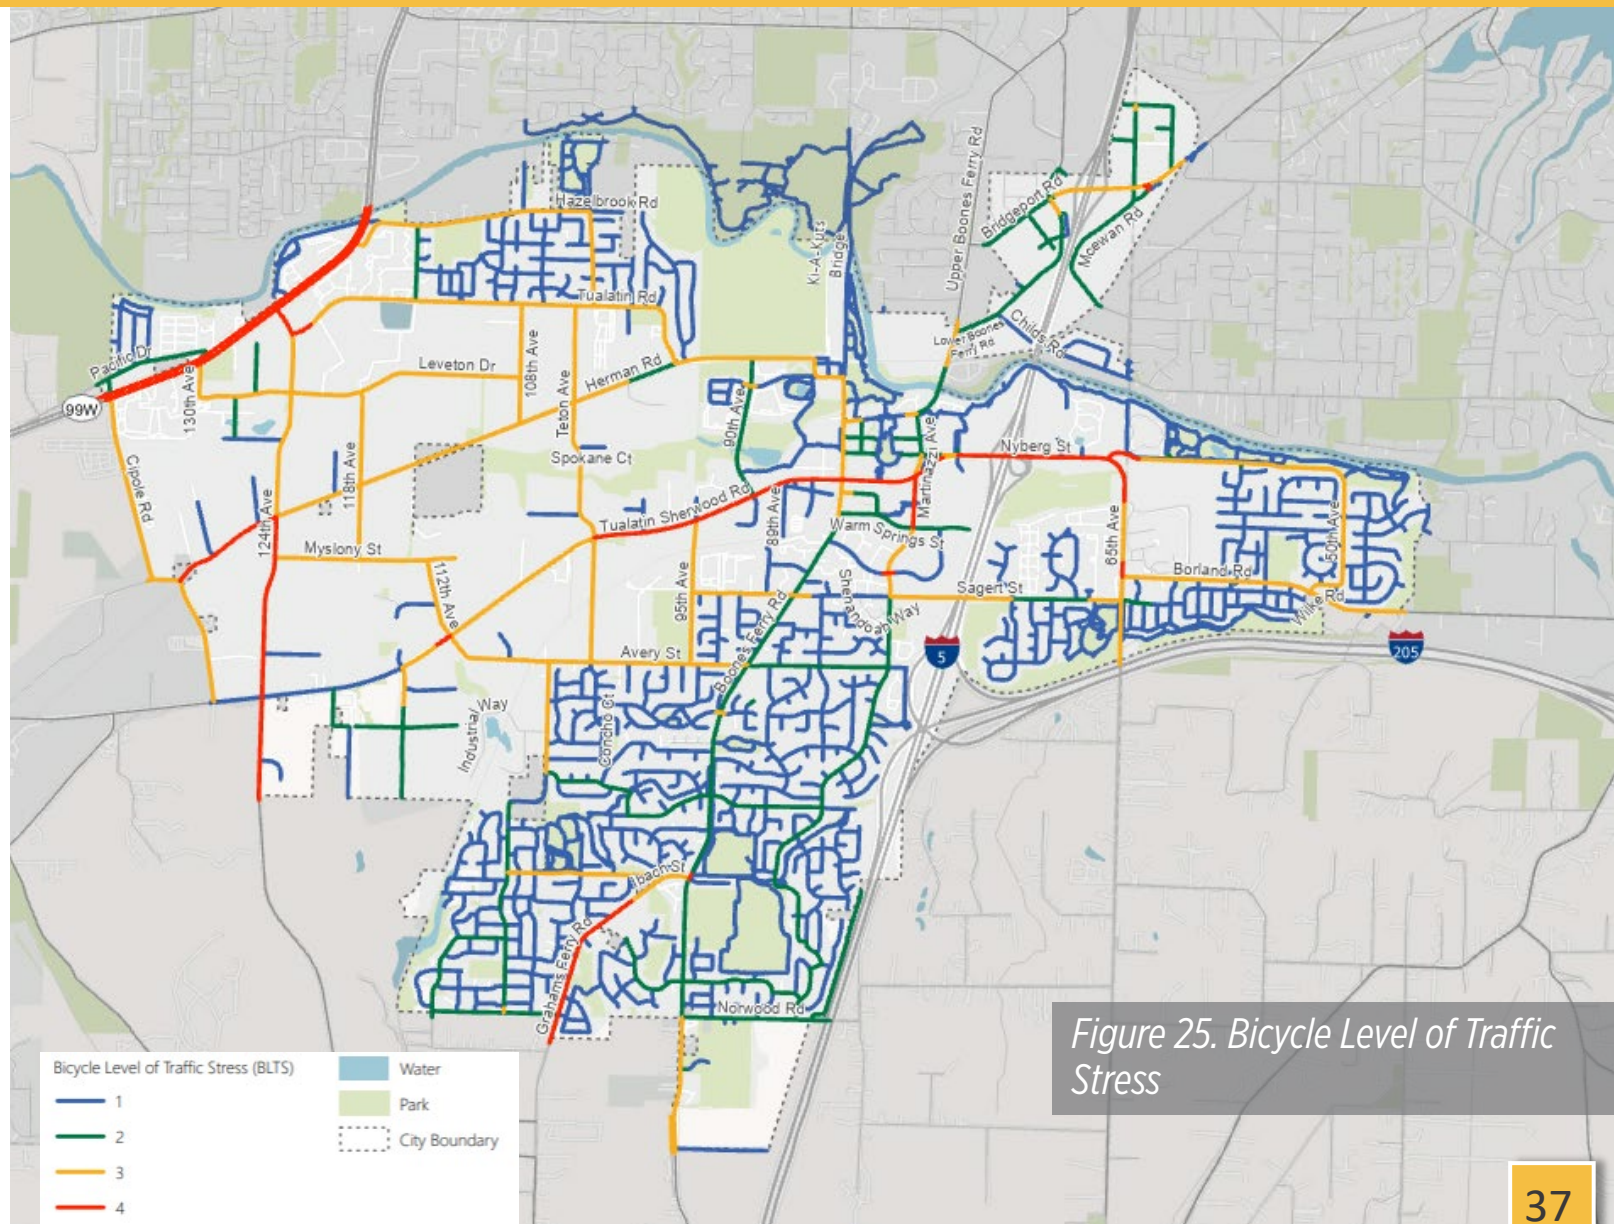 Upper Boones Ferry Rd
Bridgeport Rd
Mcewan Rd
Hazelbrook Rd
Ki-A-Kuts
Bridge
Tualatin Rd
Lower Boones
Ferry Rd
Childs Rd
Pacific Dr
99W
130th Ave
Leveton Dr
108th Ave
Herman Rd
Teton Ave
90th Ave
Martinazzi Ave
Nyberg St
Cipole Rd
118th Ave
Spokane Ct
124th Ave
Tualatin Sherwood Rd
89th Ave
Warm Springs St
65th Ave
50th Ave
Myslony St
112th Ave
95th Ave
Shenandoah Way
Sagert St
Borland Rd
Wilke Rd
Boones Ferry Rd
Avery St
5
205
Industrial
Way
Concho Ct
Ibach St
Grahams Ferry Rd
Norwood Rd
Figure 25. Bicycle Level of Traffic
Stress
Bicycle Level of Traffic Stress (BLTS)
1
2
3
4
Water
Park
City Boundary
37